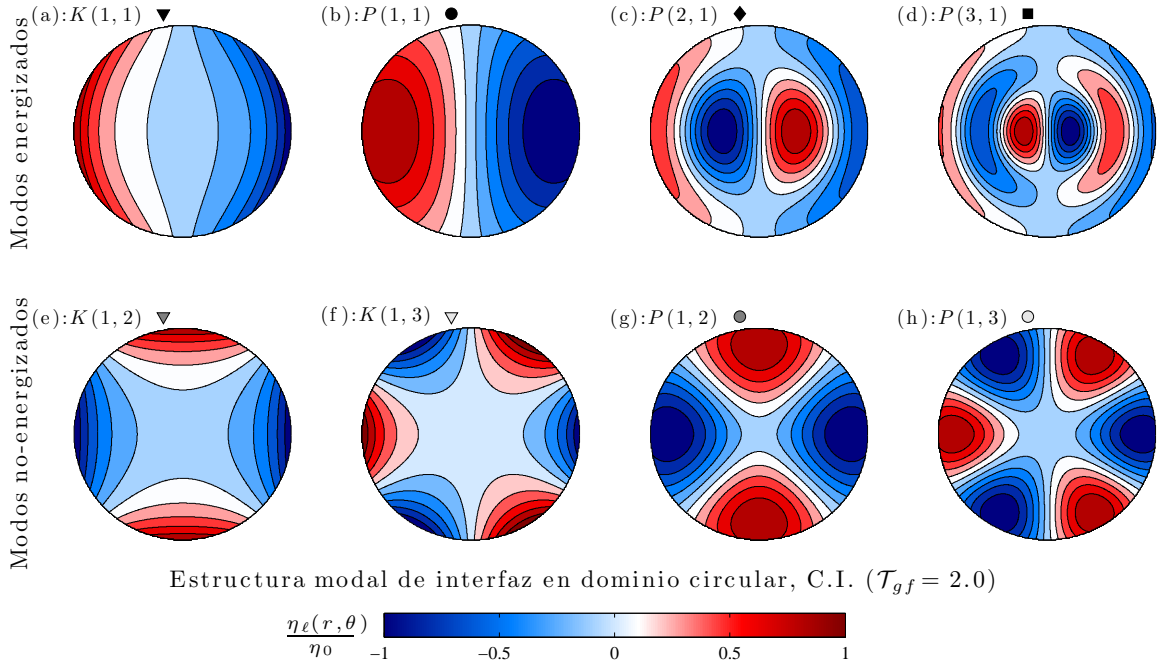 (a):K(1,1) ▼
(b):P(1,1) ●
(c):P(2,1) ◆
(d):P(3,1) ■
Modos energizados
(e):K(1,2)
(f):K(1,3)
(g):P(1,2)
(h):P(1,3)
Modos no-energizados
Estructura modal de interfaz en dominio circular, C.I. (𝒯gf = 2.0)
ηℓ(r,θ)
η0
−1 −0.5 0 0.5 1